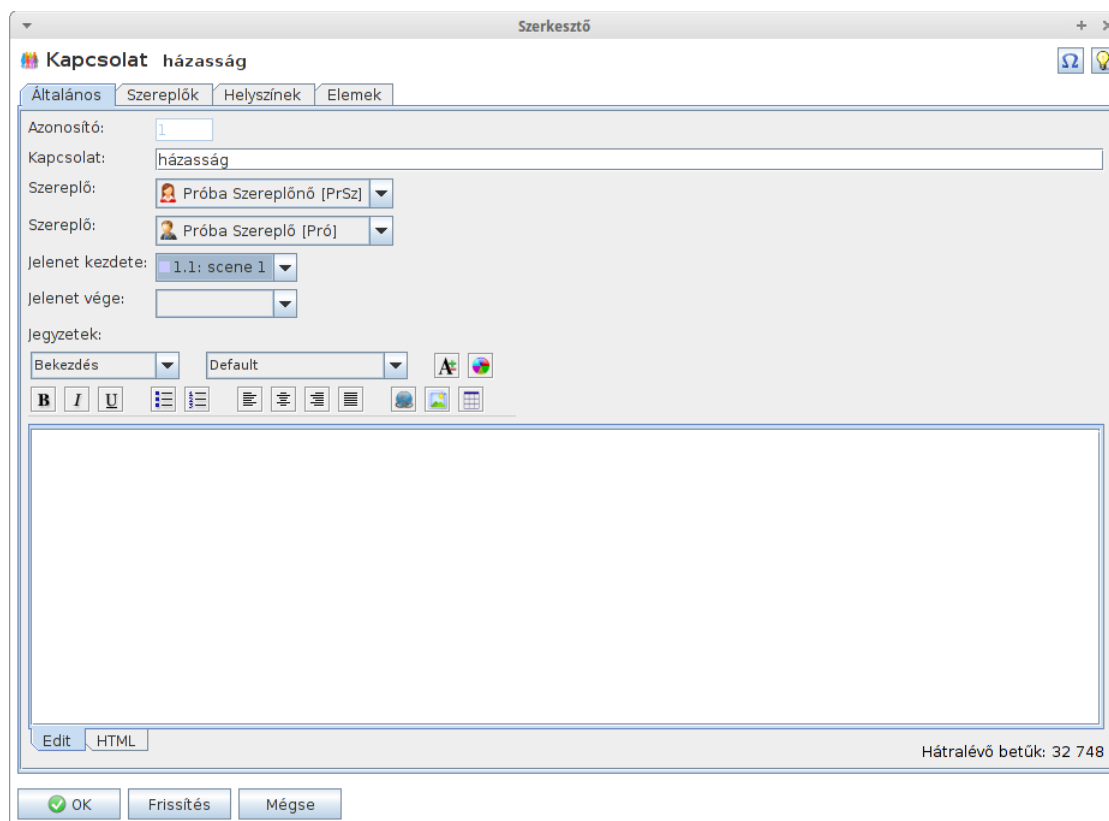 Szerkesztő
Kapcsolat házasság
Általános Szereplők Helyszínek Elemek
Azonosító: 1
Kapcsolat: házasság
Szereplő: Próba Szereplőnő [PrSz]
Szereplő: Próba Szereplő [Pró]
Jelenet kezdete: 1.1: scene 1
Jelenet vége:
Jegyzetek:
Bekezdés Default
B I U
Edit HTML
Hátralévő betűk: 32 748
OK Frissítés Mégse